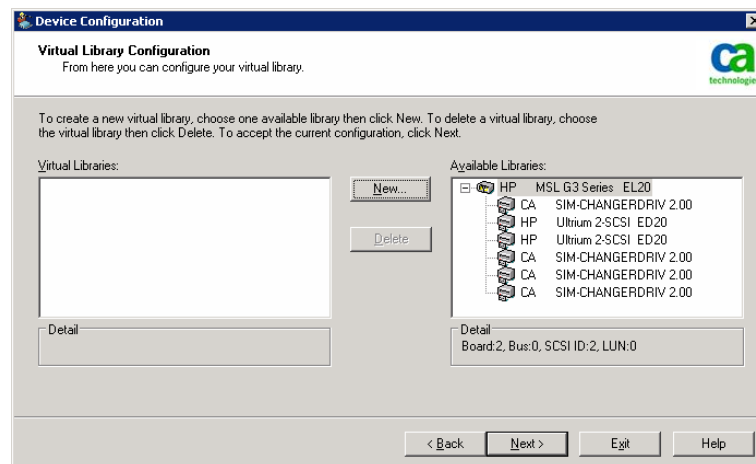 Device Configuration
Virtual Library Configuration
From here you can configure your virtual library.
ca
technologie
To create a new virtual library, choose one available library then click New. To delete a virtual library, choose
the virtual library then click Delete. To accept the current configuration, click Next.
Virtual Libraries:
New...
Delete
Available Libraries:
HP MSL G3 Series EL20
CA SIM-CHANGERDRIV 2.00
HP Ultrium 2-SCSI ED20
HP Ultrium 2-SCSI ED20
CA SIM-CHANGERDRIV 2.00
CA SIM-CHANGERDRIV 2.00
CA SIM-CHANGERDRIV 2.00
Detail
Detail
Board:2, Bus:0, SCSI ID:2, LUN:0
< Back
Next >
Exit
Help